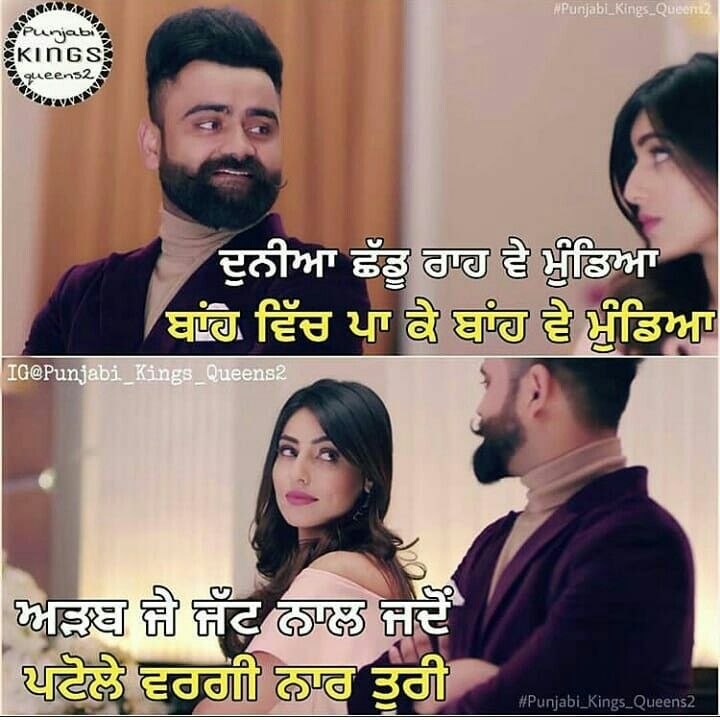 Punjabi
KINGS
queens2
#Punjabi_Kings_Queens2
ਦੁਨੀਆ ਛੱਡੂ ਰਾਹ ਵੇ ਮੁੰਡਿਆ
ਬਾਂਹ ਵਿੱਚ ਪਾ ਕੇ ਬਾਂਹ ਵੇ ਮੁੰਡਿਆ
IG@Punjabi_Kings_Queens2
ਅੜਬ ਜੇ ਜੱਟ ਨਾਲ ਜਦੋਂ
ਪਟੋਲੇ ਵਰਗੀ ਨਾਰ ਤੁਰੀ
#Punjabi_Kings_Queens2